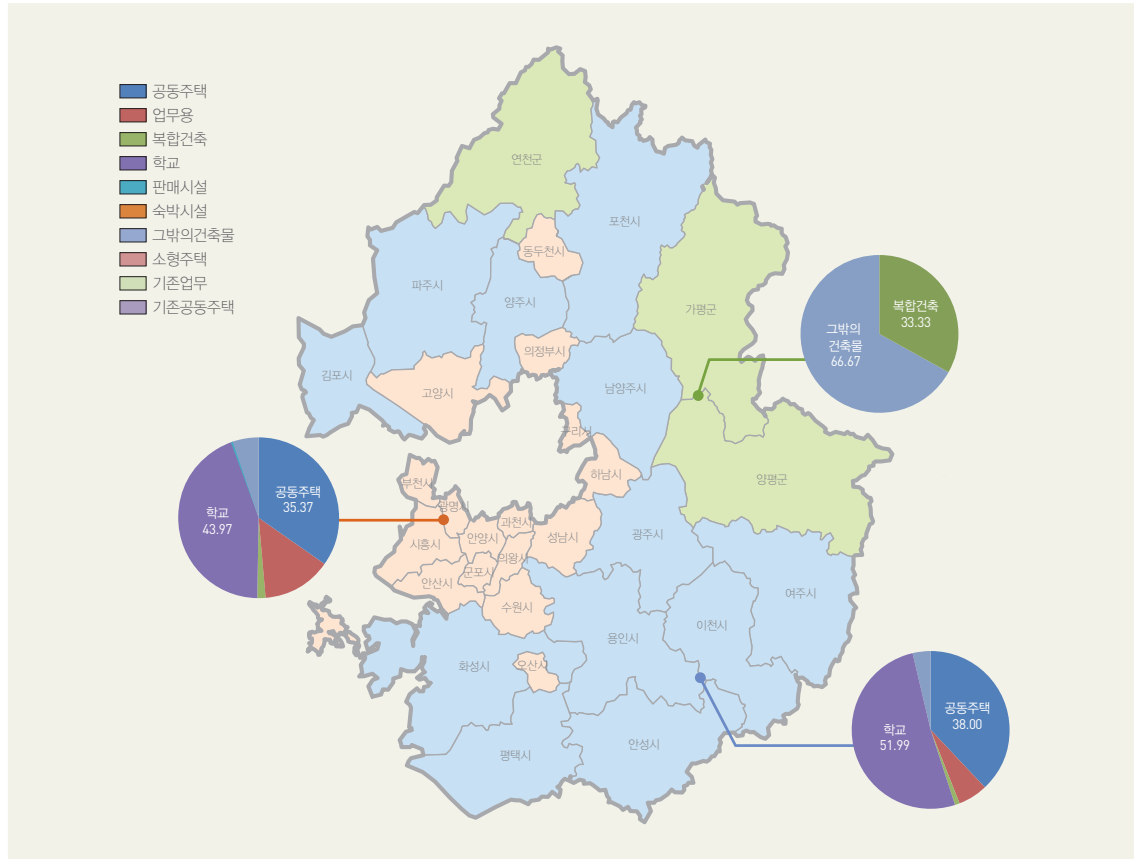 공동주택
업무용
복합건축
학교
판매시설
숙박시설
그밖의건축물
소형주택
기존업무
기존공동주택
연천군
포천시
동두천시
파주시
양주시
가평군
의정부시
김포시
고양시
남양주시
구리시
하남시
양평군
부천시
광명시
과천시
시흥시
안양시
성남시
광주시
의왕시
군포시
안산시
수원시
여주시
이천시
용인시
화성시
오산시
평택시
안성시
복합건축
33.33
그밖의
건축물
66.67
공동주택
35.37
학교
43.97
공동주택
38.00
학교
51.99